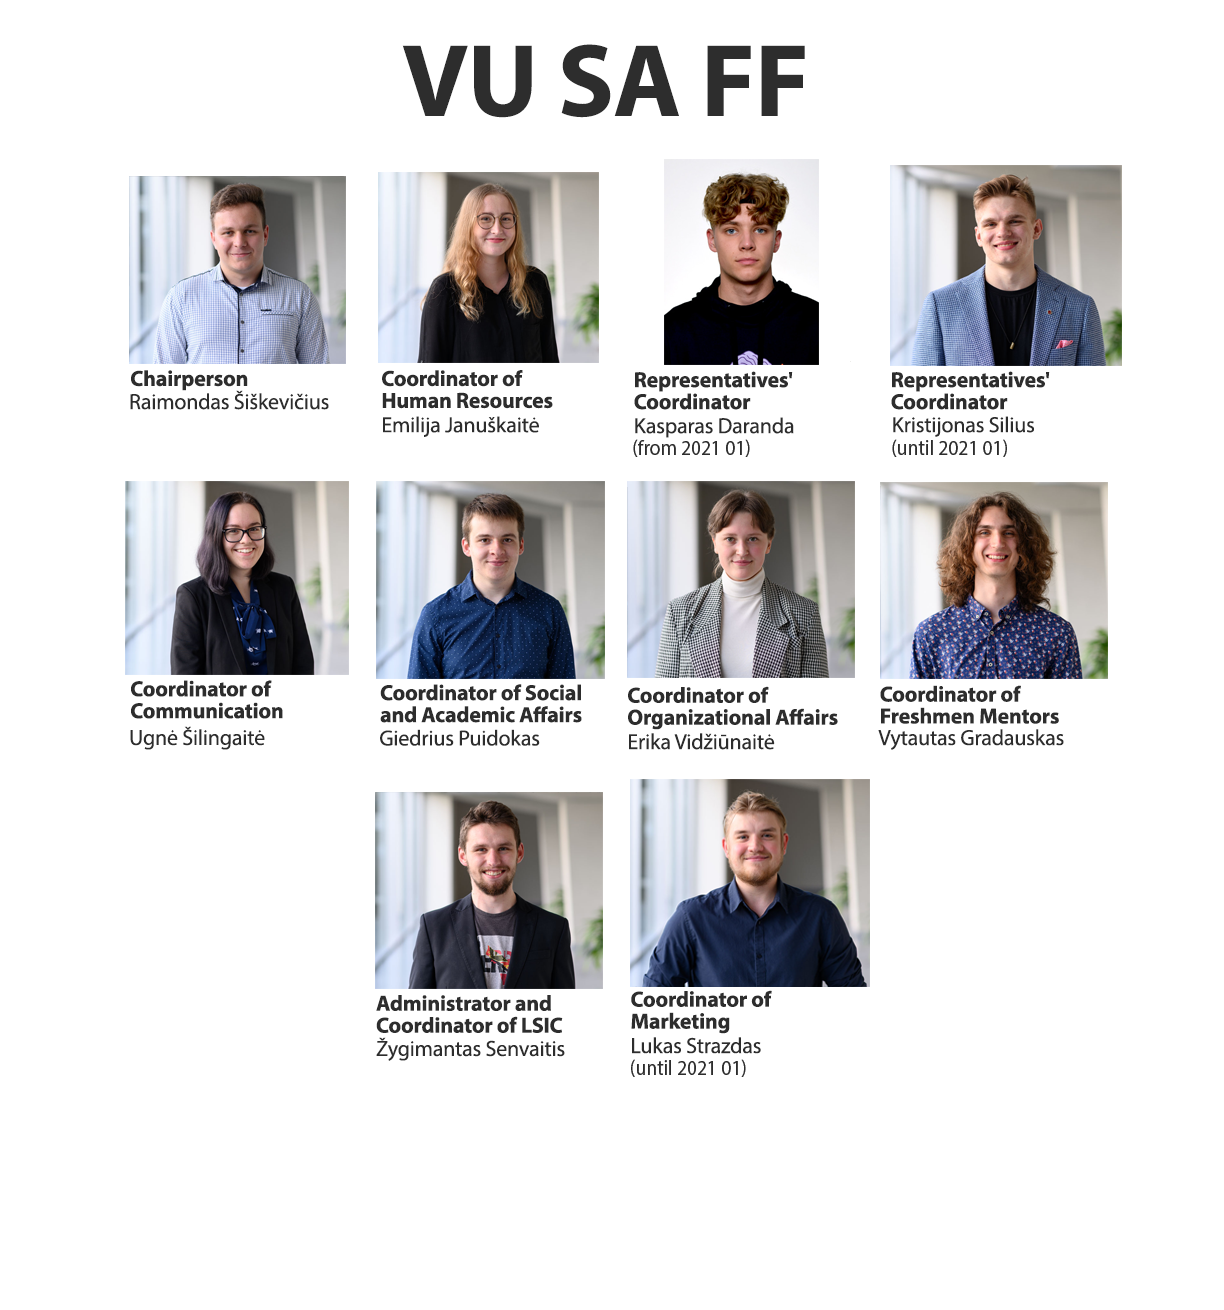 VU SA FF
Chairperson
Raimondas Šiškevičius
Coordinator of
Human Resources
Emilija Januškaitė
Representatives'
Coordinator
Kasparas Daranda
(from 2021 01)
Representatives'
Coordinator
Kristijonas Silius
(until 2021 01)
Coordinator of
Communication
Ugnė Šilingaitė
Coordinator of Social
and Academic Affairs
Giedrius Puidokas
Coordinator of
Organizational Affairs
Erika Vidžiūnaitė
Coordinator of
Freshmen Mentors
Vytautas Gradauskas
Administrator and
Coordinator of LSIC
Žygimantas Senvaitis
Coordinator of
Marketing
Lukas Strazdas
(until 2021 01)